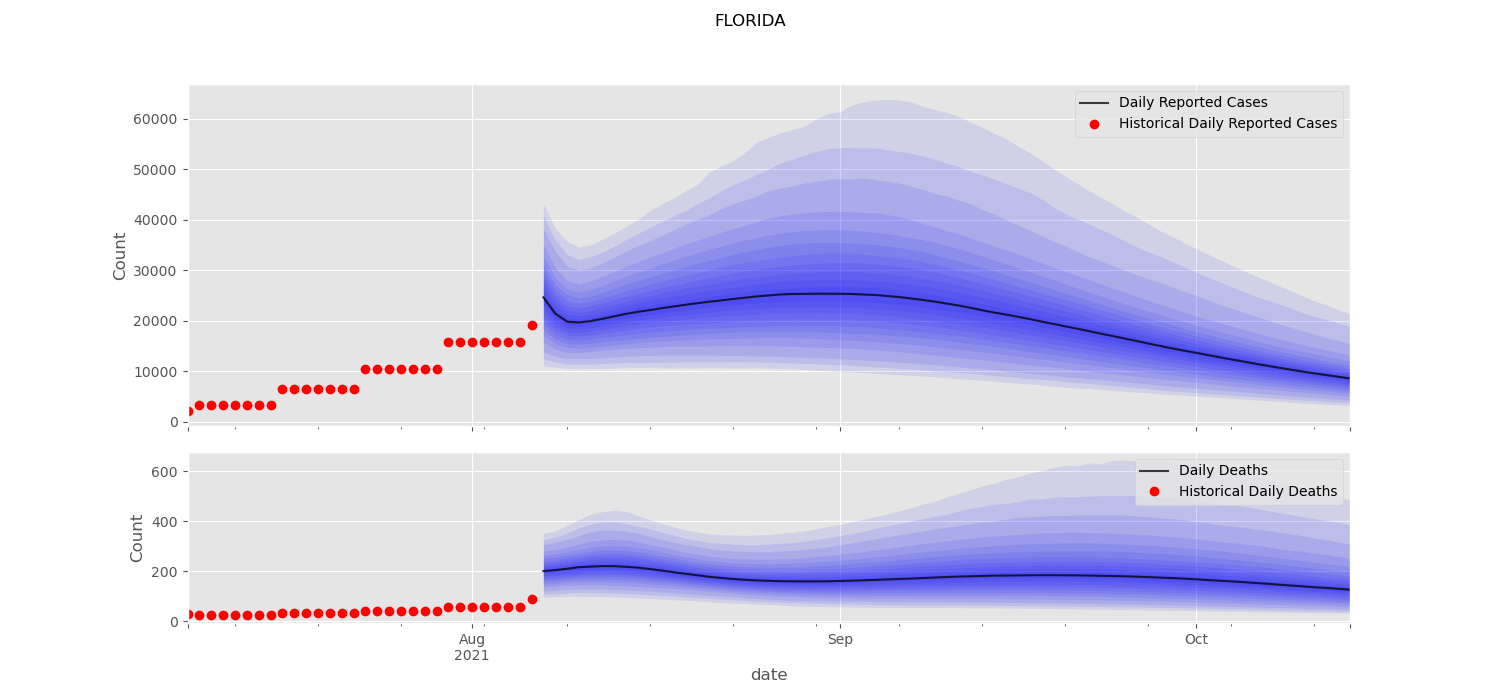 FLORIDA
Daily Reported Cases
Historical Daily Reported Cases
60000
50000
40000
30000
20000
10000
0
Count
Daily Deaths
Historical Daily Deaths
600
400
200
0
Count
Aug
2021
Sep
Oct
date